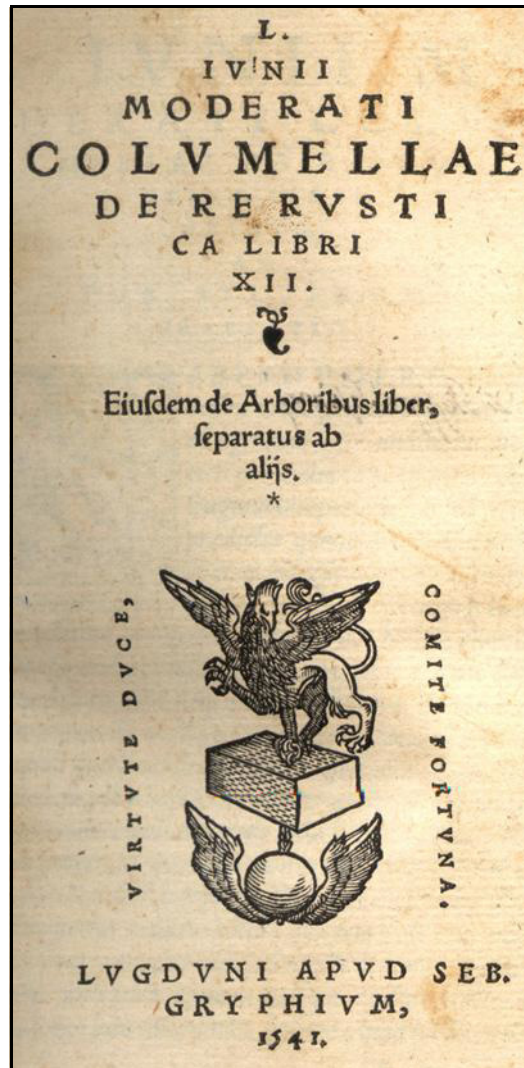 L.
IVNII
MODERATI
COLVMELLAE
DE RE RVSTI
CA LIBRI
XII.
Eiuſdem de Arboribus liber,
ſeparatus ab
alijs.
*
VIRTVTE DVCE,
COMITE FORTVNA.
LVGDVNI APVD SEB.
GRYPHIVM,
1541.